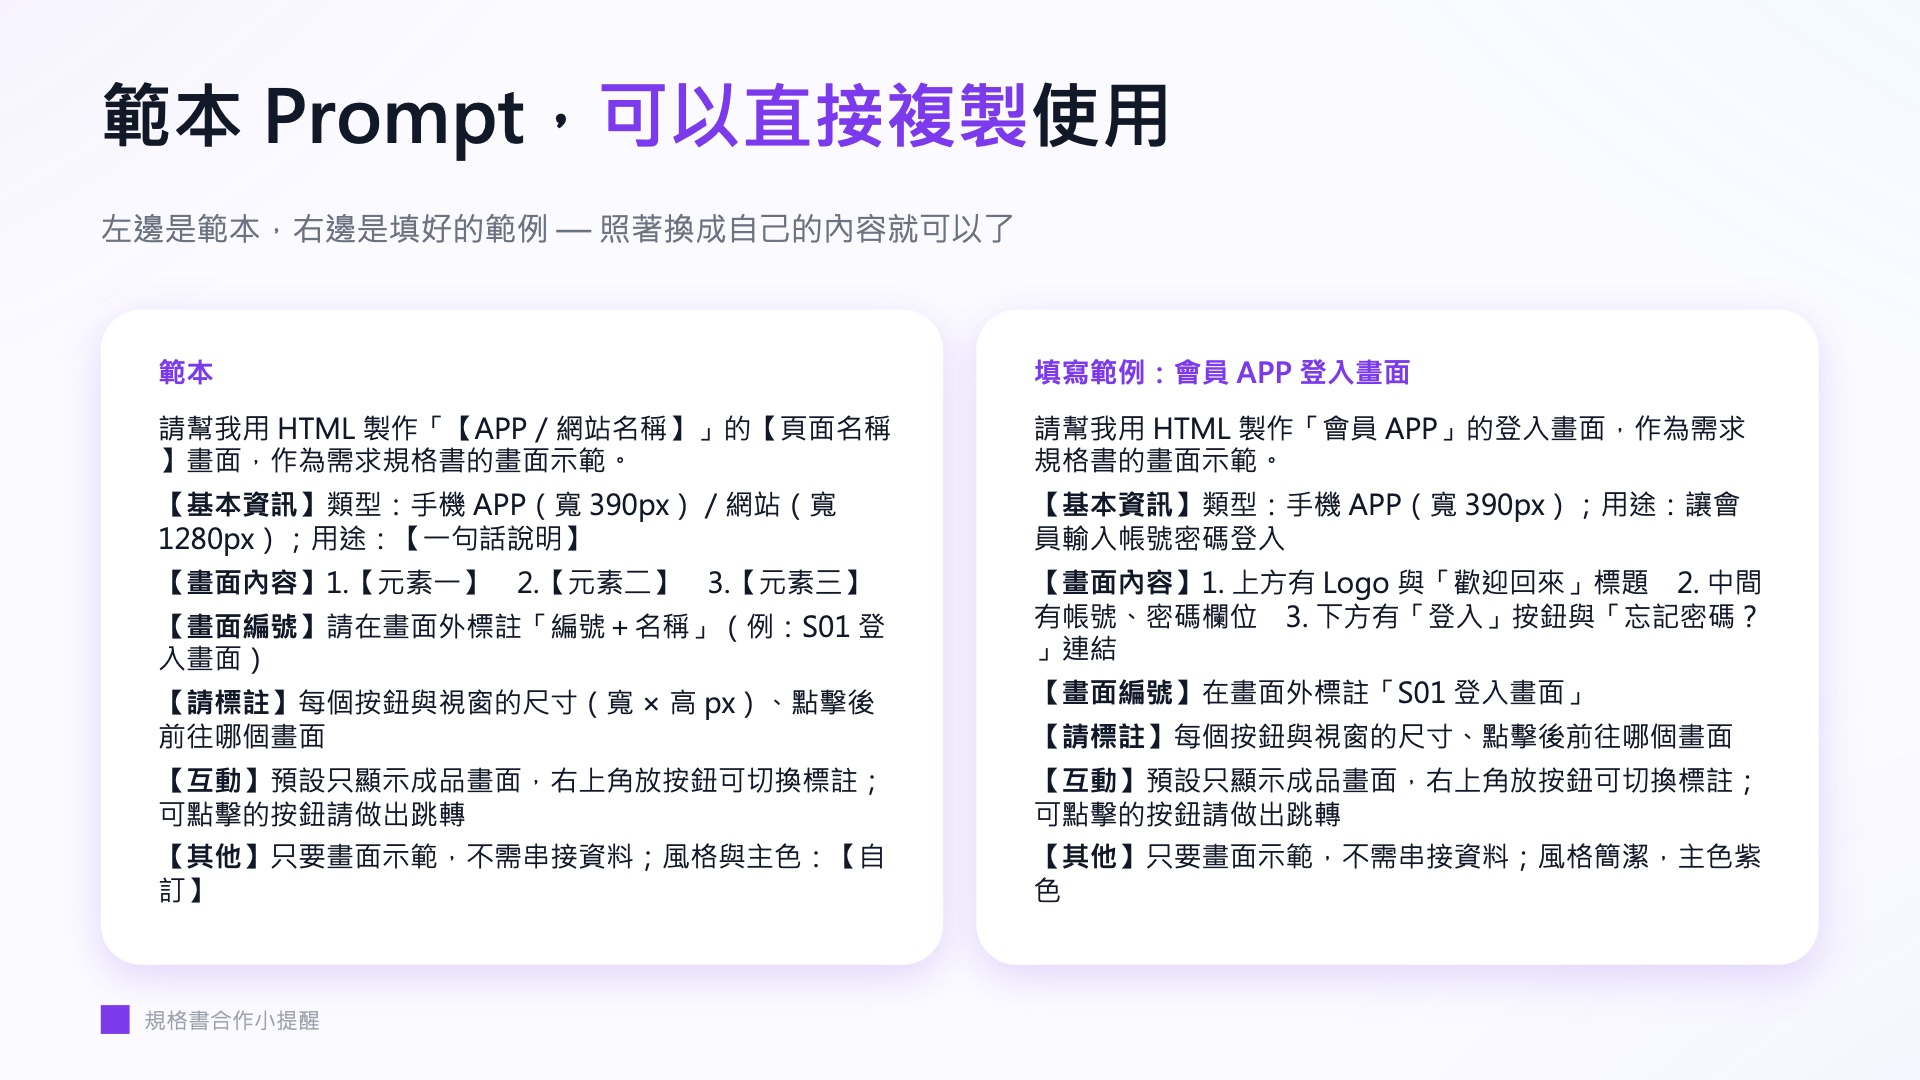 範本 Prompt，可以直接複製使用
左邊是範本，右邊是填好的範例 — 照著換成自己的內容就可以了
範本
請幫我用 HTML 製作「【APP / 網站名稱】」的【頁面名稱
】畫面，作為需求規格書的畫面示範。
【基本資訊】類型：手機 APP（寬 390px） / 網站（寬
1280px）；用途：【一句話說明】
【畫面內容】1.【元素一】　2.【元素二】　3.【元素三】
【畫面編號】請在畫面外標註「編號 + 名稱」（例：S01 登
入畫面）
【請標註】每個按鈕與視窗的尺寸（寬 × 高 px）、點擊後
前往哪個畫面
【互動】預設只顯示成品畫面，右上角放按鈕可切換標註；
可點擊的按鈕請做出跳轉
【其他】只要畫面示範，不需串接資料；風格與主色：【自
訂】
填寫範例：會員 APP 登入畫面
請幫我用 HTML 製作「會員 APP」的登入畫面，作為需求
規格書的畫面示範。
【基本資訊】類型：手機 APP（寬 390px）；用途：讓會
員輸入帳號密碼登入
【畫面內容】1. 上方有 Logo 與「歡迎回來」標題　2. 中間
有帳號、密碼欄位　3. 下方有「登入」按鈕與「忘記密碼？
」連結
【畫面編號】在畫面外標註「S01 登入畫面」
【請標註】每個按鈕與視窗的尺寸、點擊後前往哪個畫面
【互動】預設只顯示成品畫面，右上角放按鈕可切換標註；
可點擊的按鈕請做出跳轉
【其他】只要畫面示範，不需串接資料；風格簡潔，主色紫
色
規格書合作小提醒